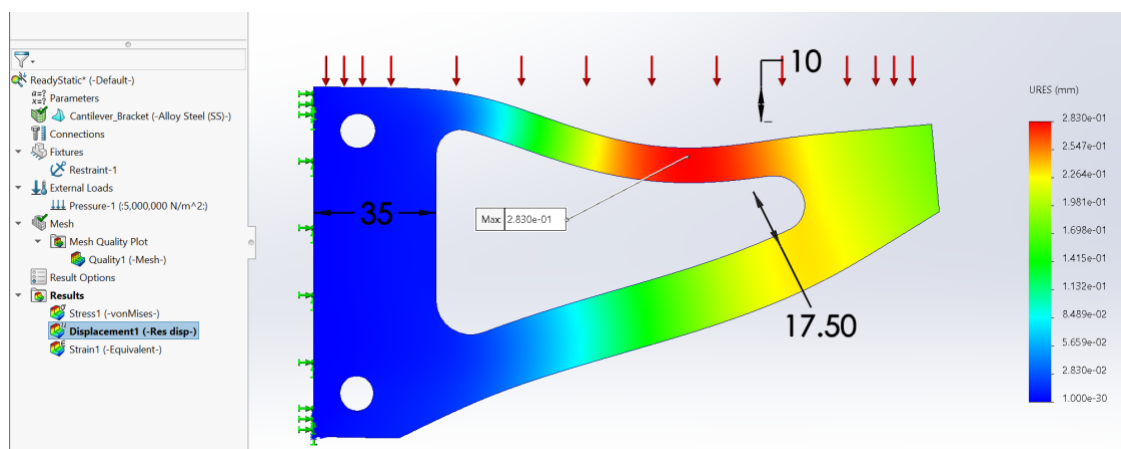 ReadyStatic* (-Default-)
Parameters
Cantilever_Bracket (-Alloy Steel (SS)-)
Connections
Fixtures
Restraint-1
External Loads
Pressure-1 (:5,000,000 N/m^2:)
Mesh
Mesh Quality Plot
Quality1 (-Mesh-)
Result Options
Results
Stress1 (-vonMises-)
Displacement1 (-Res disp-)
Strain1 (-Equivalent-)
10
35
Max: 2.830e-01
17.50
URES (mm)
2.830e-01
2.547e-01
2.264e-01
1.981e-01
1.698e-01
1.415e-01
1.132e-01
8.489e-02
5.659e-02
2.830e-02
1.000e-30